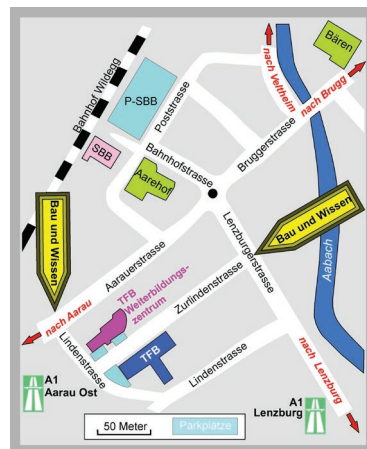 Bären
nach Veltheim
nach Brugg
Bahnhof Wildegg
P-SBB
Poststrasse
Bruggerstrasse
SBB
Bahnhofstrasse
Aarehof
Bau und Wissen
Bau und Wissen
Lenzburgerstrasse
Aabach
Aarauerstrasse
TFB
Weiterbildungs-
zentrum
Zurlindenstrasse
nach Aarau
Lindenstrasse
TFB
Lindenstrasse
nach Lenzburg
A1
Aarau Ost
A1
Lenzburg
50 Meter
Parkplätze